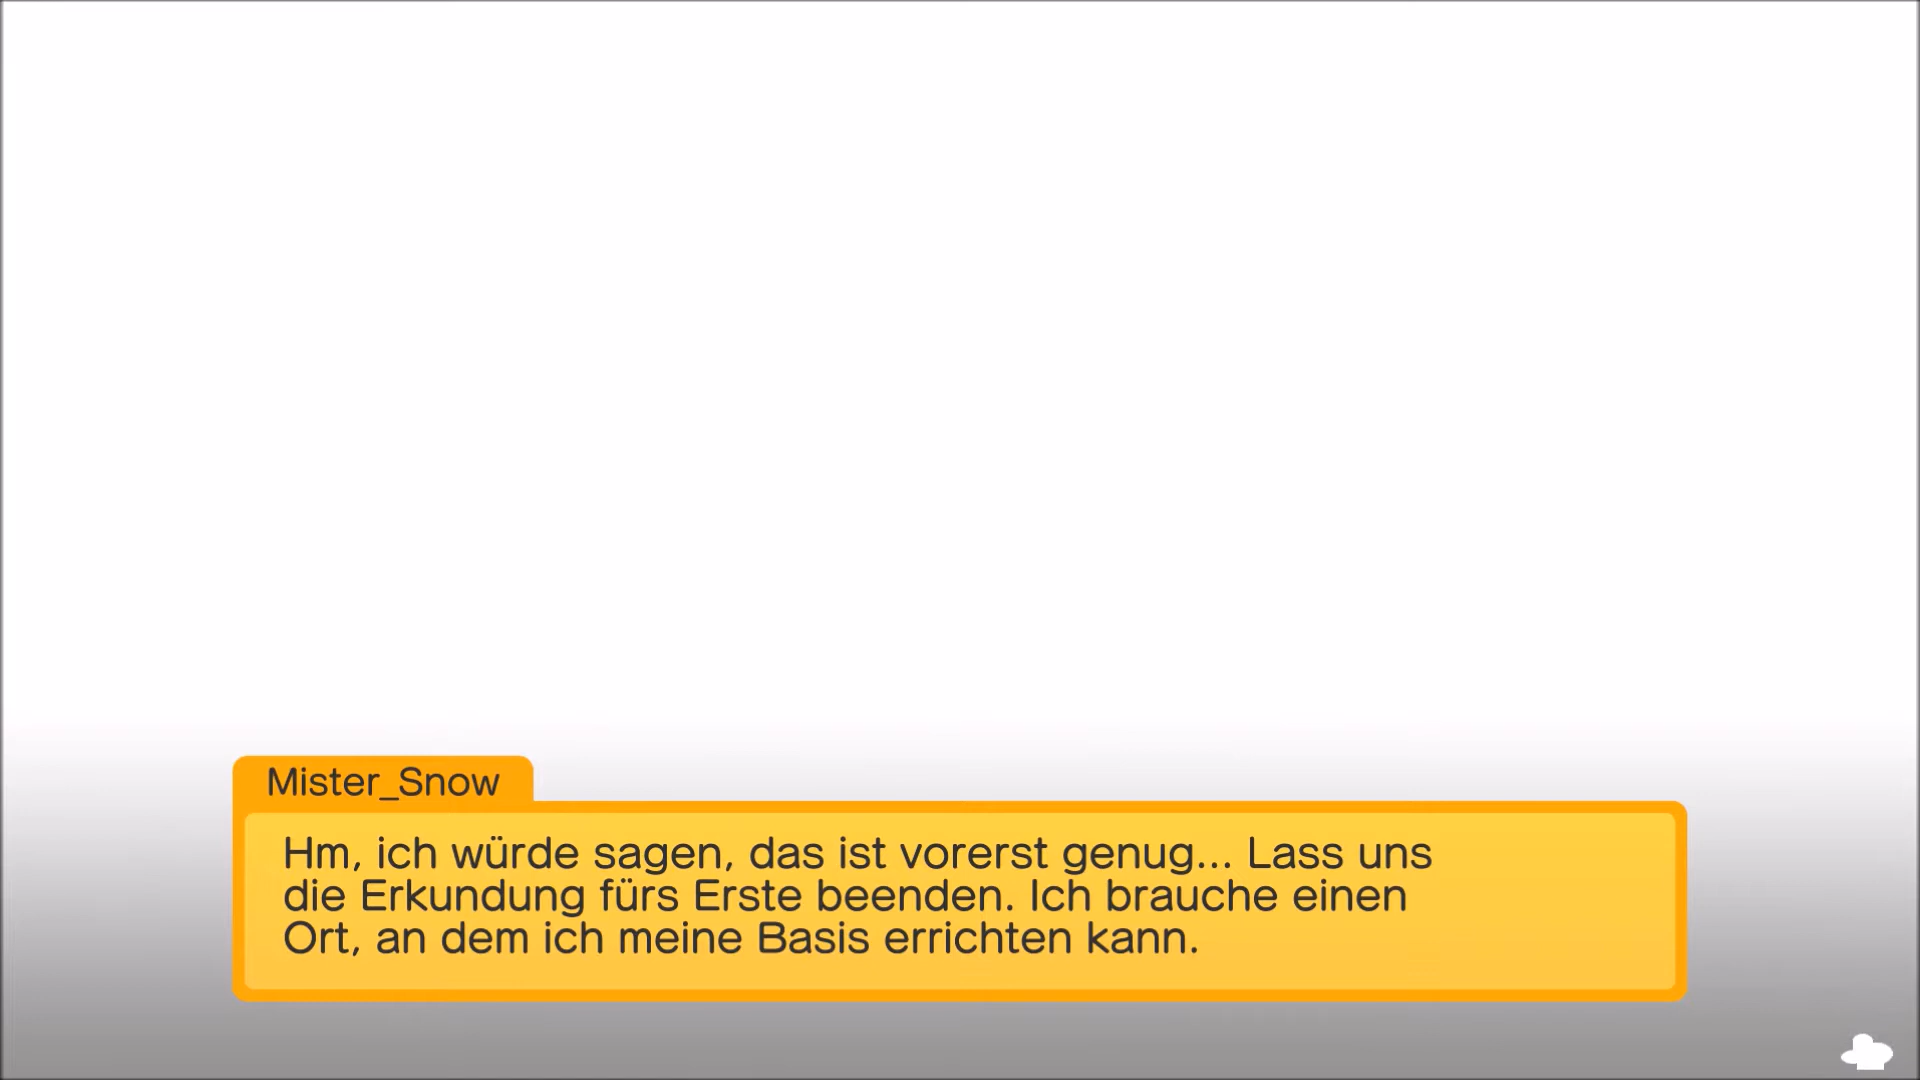 Mister_Snow
Hm, ich würde sagen, das ist vorerst genug... Lass uns
die Erkundung fürs Erste beenden. Ich brauche einen
Ort, an dem ich meine Basis errichten kann.